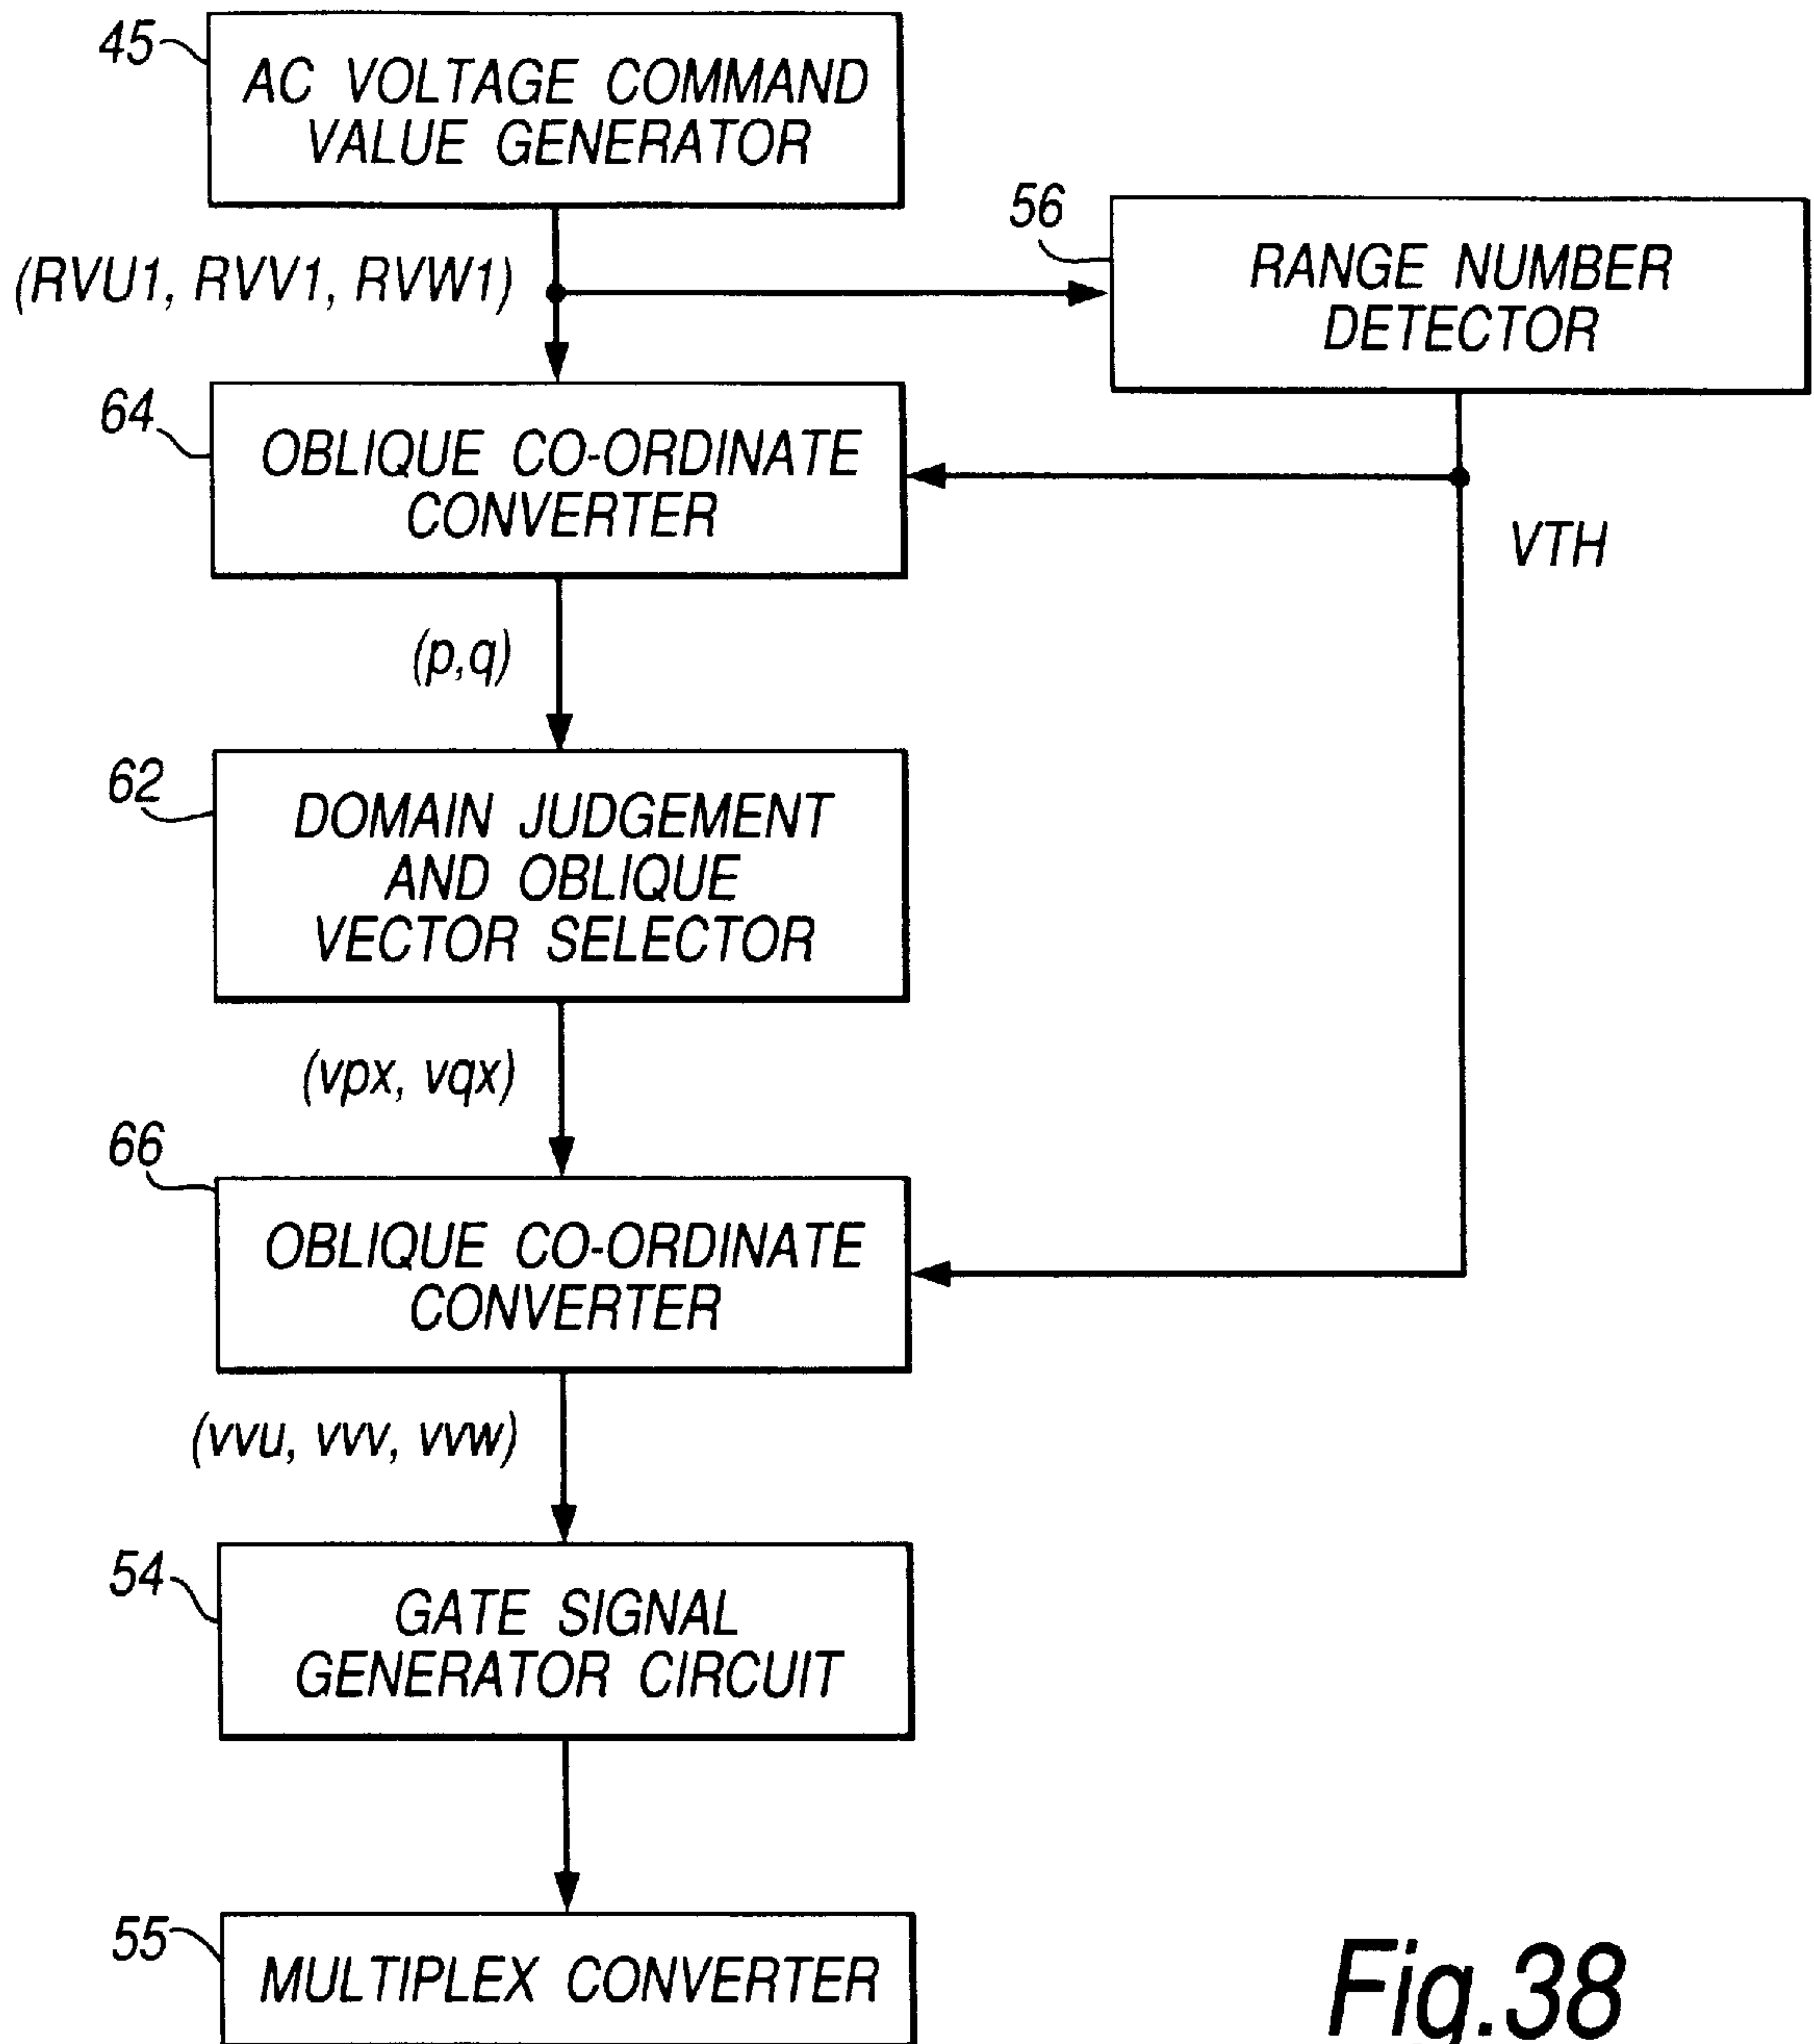 45
AC VOLTAGE COMMAND
VALUE GENERATOR
(RVU1, RVV1, RVW1)
56
RANGE NUMBER
DETECTOR
64
OBLIQUE CO-ORDINATE
CONVERTER
VTH
(p,q)
62
DOMAIN JUDGEMENT
AND OBLIQUE
VECTOR SELECTOR
(vpx, vqx)
66
OBLIQUE CO-ORDINATE
CONVERTER
(vvu, vvv, vvw)
54
GATE SIGNAL
GENERATOR CIRCUIT
55
MULTIPLEX CONVERTER
Fig.38